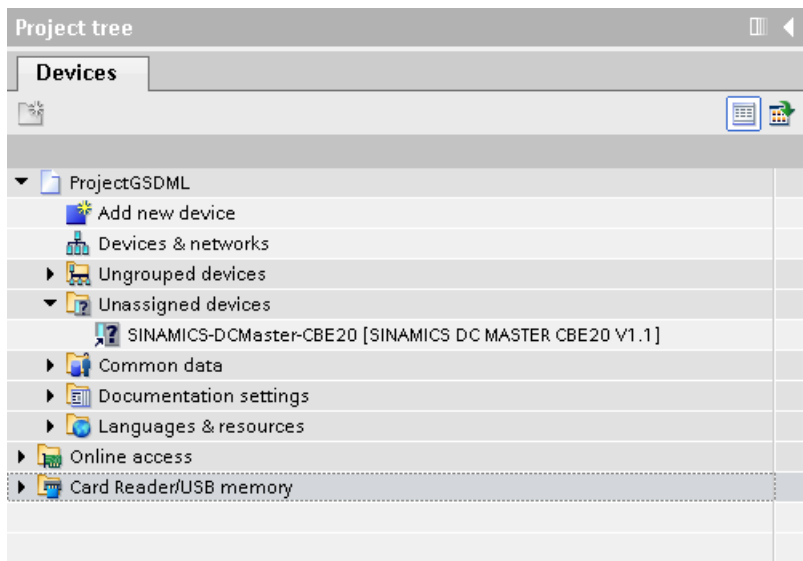 Project tree
Devices
ProjectGSDML
Add new device
Devices & networks
Ungrouped devices
Unassigned devices
SINAMICS-DCMaster-CBE20 [SINAMICS DC MASTER CBE20 V1.1]
Common data
Documentation settings
Languages & resources
Online access
Card Reader/USB memory